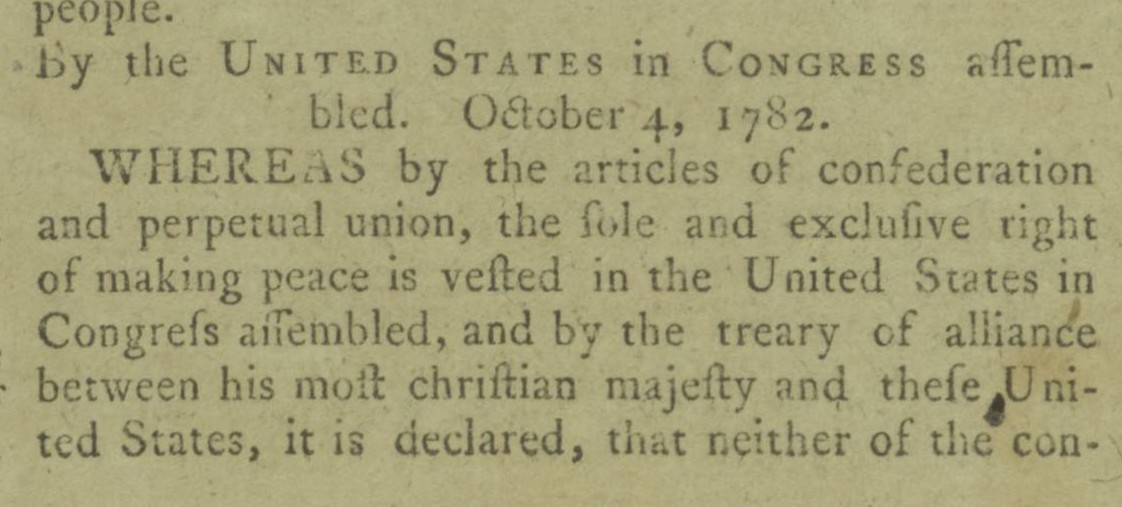 people.
By the UNITED STATES in CONGRESS aſſem-
bled. October 4, 1782.
WHEREAS by the articles of confederation
and perpetual union, the ſole and excluſive right
of making peace is veſted in the United States in
Congreſs aſſembled, and by the treary of alliance
between his moſt chriſtian majeſty and theſe Uni-
ted States, it is declared, that neither of the con-